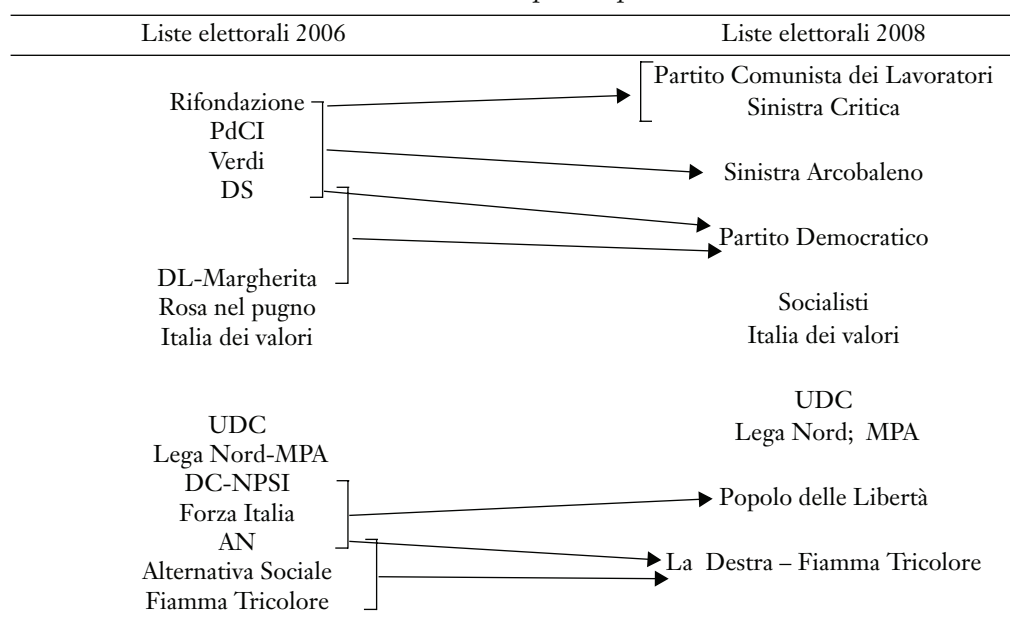 Liste elettorali 2006
Rifondazione
PdCI
Verdi
DS
DL-Margherita
Rosa nel pugno
Italia dei valori
UDC
Lega Nord-MPA
DC-NPSI
Forza Italia
AN
Alternativa Sociale
Fiamma Tricolore
Liste elettorali 2008
Partito Comunista dei Lavoratori
Sinistra Critica
Sinistra Arcobaleno
Partito Democratico
Socialisti
Italia dei valori
UDC
Lega Nord; MPA
Popolo delle Libertà
La Destra – Fiamma Tricolore